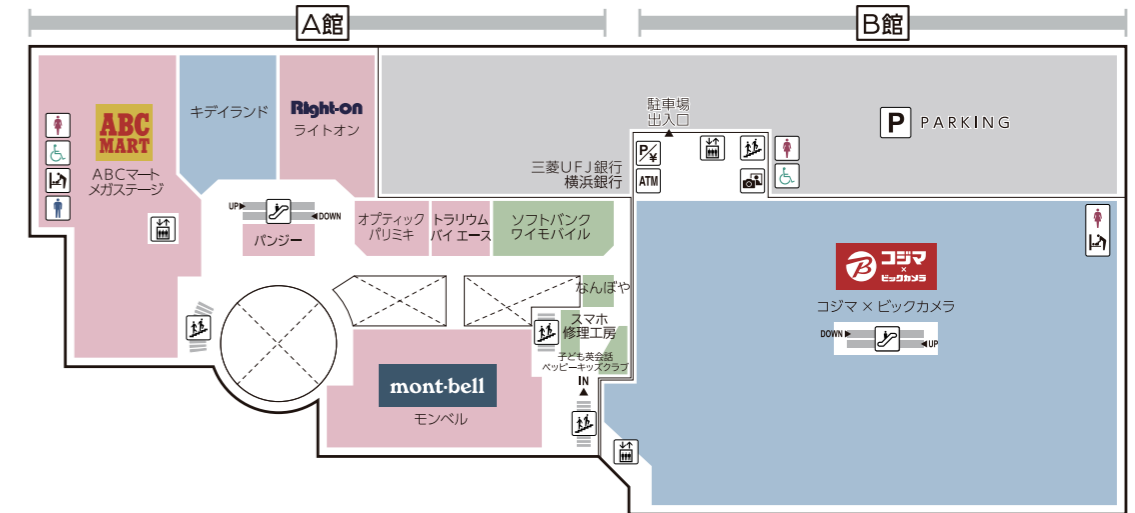 A館
B館
ABC
MART
ABCマート
メガステージ
キデイランド
Right-on
ライトオン
駐車場
出入口
P PARKING
三菱UFJ銀行
横浜銀行
P/¥
ATM
UP
DOWN
パンジー
オプティック
パリミキ
トラリウム
バイ エース
ソフトバンク
ワイモバイル
なんぼや
スマホ
修理工房
子ども英会話
ペッピーキッズクラブ
IN
mont-bell
モンベル
B コジマ
×
ビックカメラ
コジマ × ビックカメラ
DOWN
UP